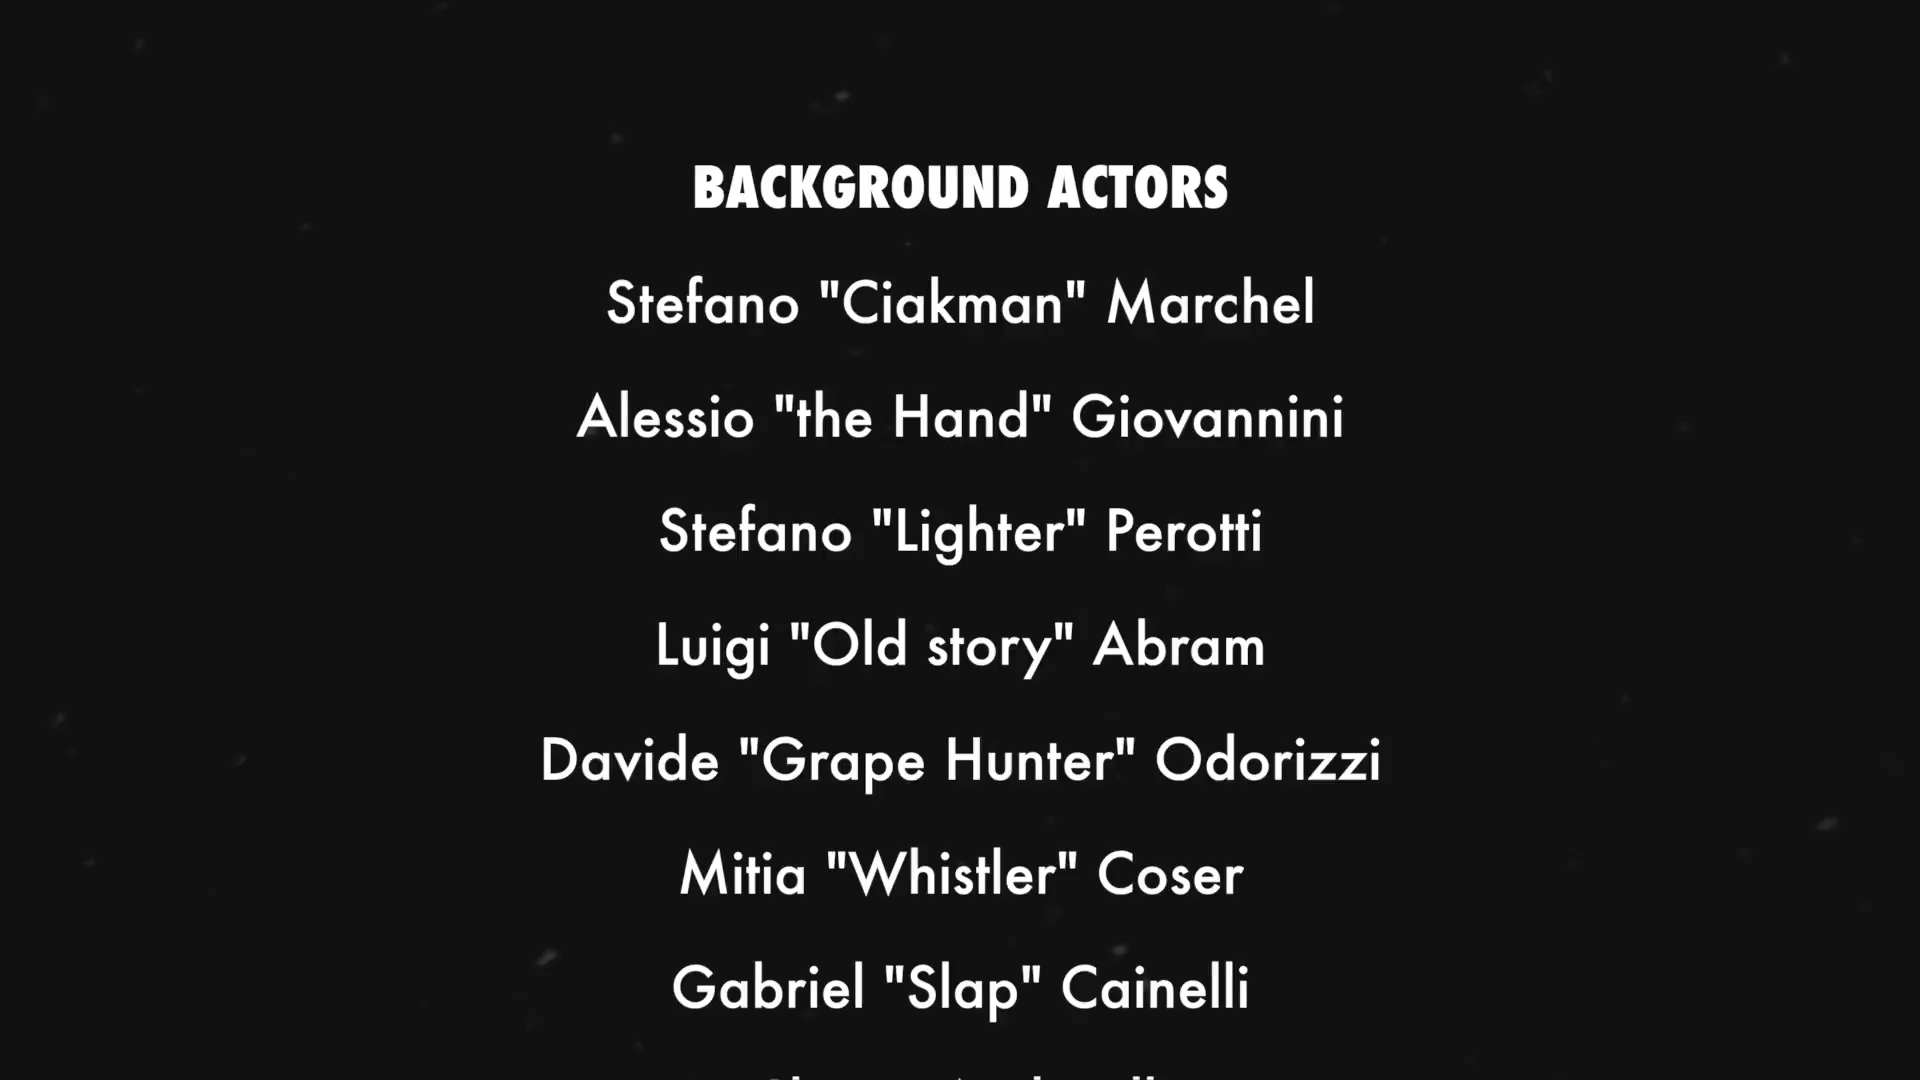 BACKGROUND ACTORS
Stefano "Ciakman" Marchel
Alessio "the Hand" Giovannini
Stefano "Lighter" Perotti
Luigi "Old story" Abram
Davide "Grape Hunter" Odorizzi
Mitia "Whistler" Coser
Gabriel "Slap" Cainelli